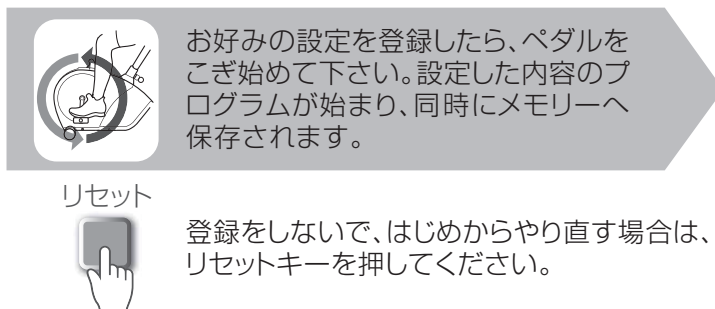 お好みの設定を登録したら、ペダルを
こぎ始めて下さい。設定した内容のプ
ログラムが始まり、同時にメモリーへ
保存されます。
リセット
登録をしないで、はじめからやり直す場合は、
リセットキーを押してください。